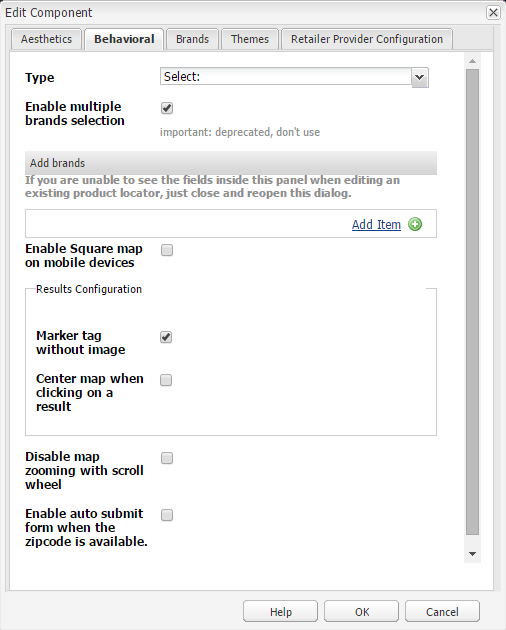 Edit Component
Aesthetics Behavioral Brands Themes Retailer Provider Configuration
Type Select:
Enable multiple
brands selection
important: deprecated, don't use
Add brands
If you are unable to see the fields inside this panel when editing an
existing product locator, just close and reopen this dialog.
Add Item
Enable Square map
on mobile devices
Results Configuration
Marker tag
without image
Center map when
clicking on a
result
Disable map
zooming with scroll
wheel
Enable auto submit
form when the
zipcode is available.
Help OK Cancel